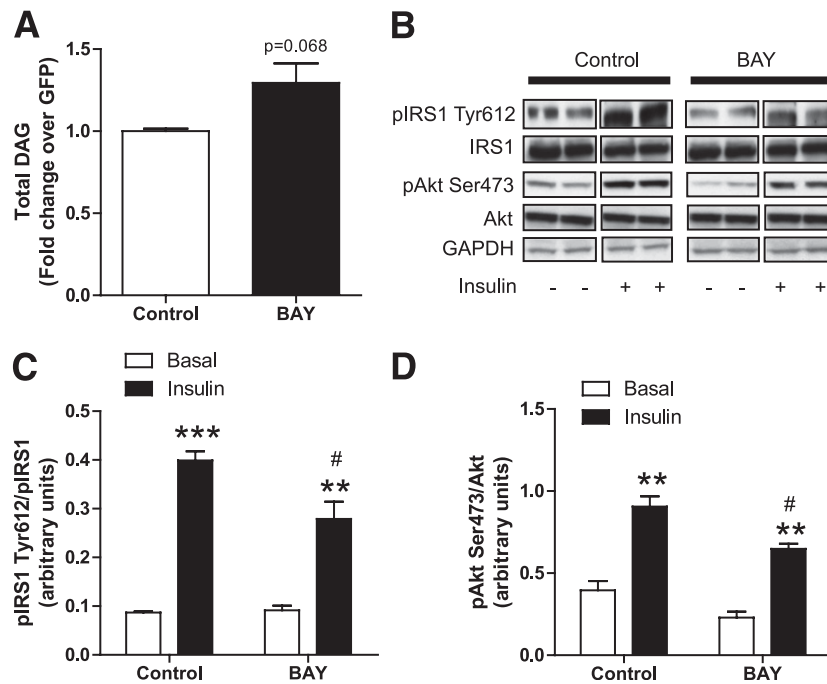 A
Total DAG
(Fold change over GFP)
1.5
1.0
0.5
0.0
p=0.068
Control
BAY
B
Control
BAY
pIRS1 Tyr612
IRS1
pAkt Ser473
Akt
GAPDH
Insulin - - + + - - + +
C
Basal
Insulin
pIRS1 Tyr612/pIRS1
(arbitrary units)
0.5
0.4
0.3
0.2
0.1
0.0
***
#
**
Control
BAY
D
Basal
Insulin
pAkt Ser473/Akt
(arbitrary units)
1.5
1.0
0.5
0.0
**
#
**
Control
BAY